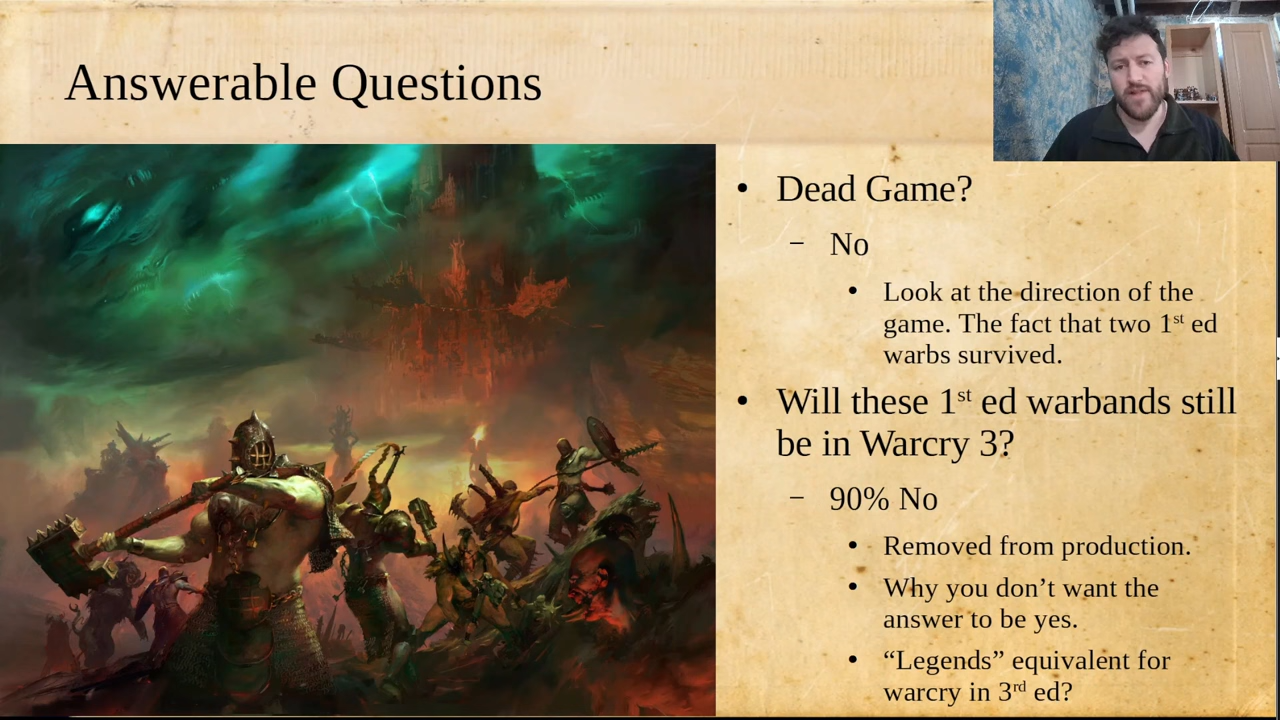 Answerable Questions
• Dead Game?
– No
• Look at the direction of the
game. The fact that two 1st ed
warbs survived.
• Will these 1st ed warbands still
be in Warcry 3?
– 90% No
• Removed from production.
• Why you don’t want the
answer to be yes.
• “Legends” equivalent for
warcry in 3rd ed?